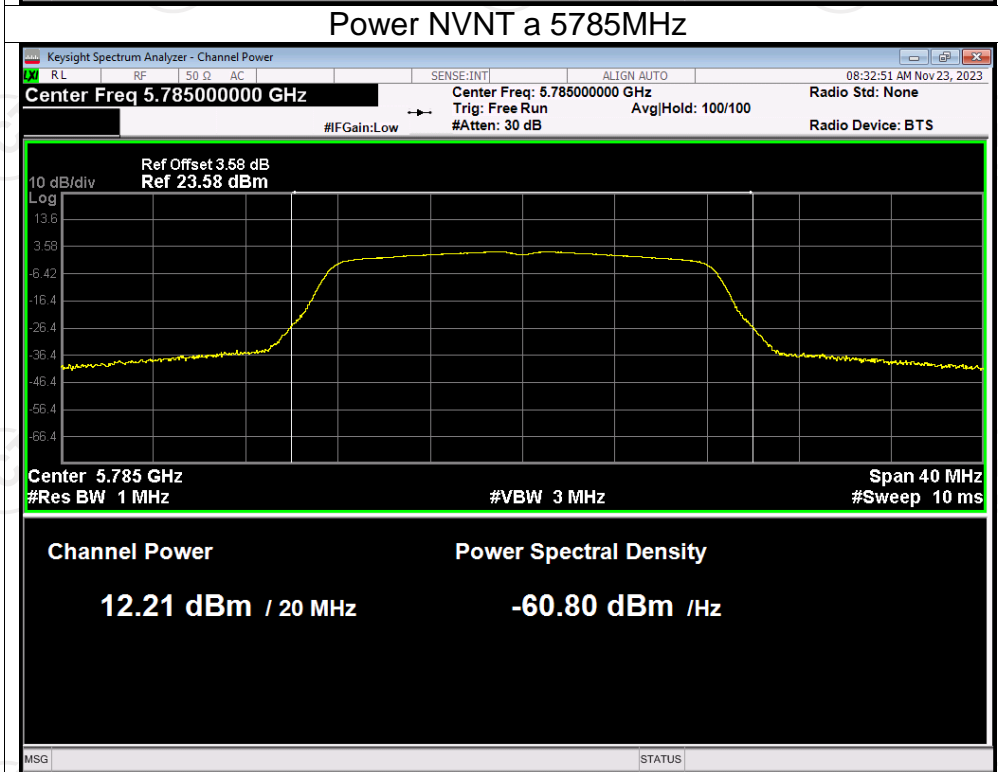 Power NVNT a 5785MHz
Keysight Spectrum Analyzer - Channel Power
LXI RL RF 50 Ω AC SENSE:INT ALIGN AUTO 08:32:51 AM Nov 23, 2023
Center Freq 5.785000000 GHz Center Freq: 5.785000000 GHz Radio Std: None
Trig: Free Run Avg|Hold: 100/100
#IFGain:Low #Atten: 30 dB Radio Device: BTS
Ref Offset 3.58 dB
10 dB/div Ref 23.58 dBm
Log
13.6
3.58
-6.42
-16.4
-26.4
-36.4
-46.4
-56.4
-66.4
Center 5.785 GHz Span 40 MHz
#Res BW 1 MHz #VBW 3 MHz #Sweep 10 ms
Channel Power Power Spectral Density
12.21 dBm / 20 MHz -60.80 dBm /Hz
MSG STATUS